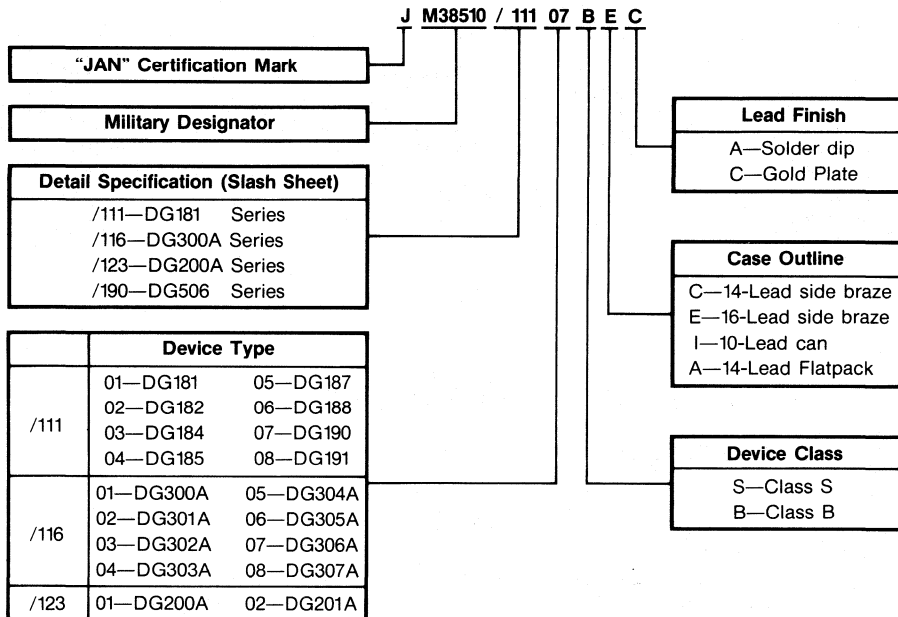 J M38510 / 111 07 B E C
“JAN” Certification Mark
Military Designator
Detail Specification (Slash Sheet)
/111—DG181 Series
/116—DG300A Series
/123—DG200A Series
/190—DG506 Series
Device Type
/111
01—DG181 05—DG187
02—DG182 06—DG188
03—DG184 07—DG190
04—DG185 08—DG191
/116
01—DG300A 05—DG304A
02—DG301A 06—DG305A
03—DG302A 07—DG306A
04—DG303A 08—DG307A
/123 01—DG200A 02—DG201A
Lead Finish
A—Solder dip
C—Gold Plate
Case Outline
C—14-Lead side braze
E—16-Lead side braze
I—10-Lead can
A—14-Lead Flatpack
Device Class
S—Class S
B—Class B